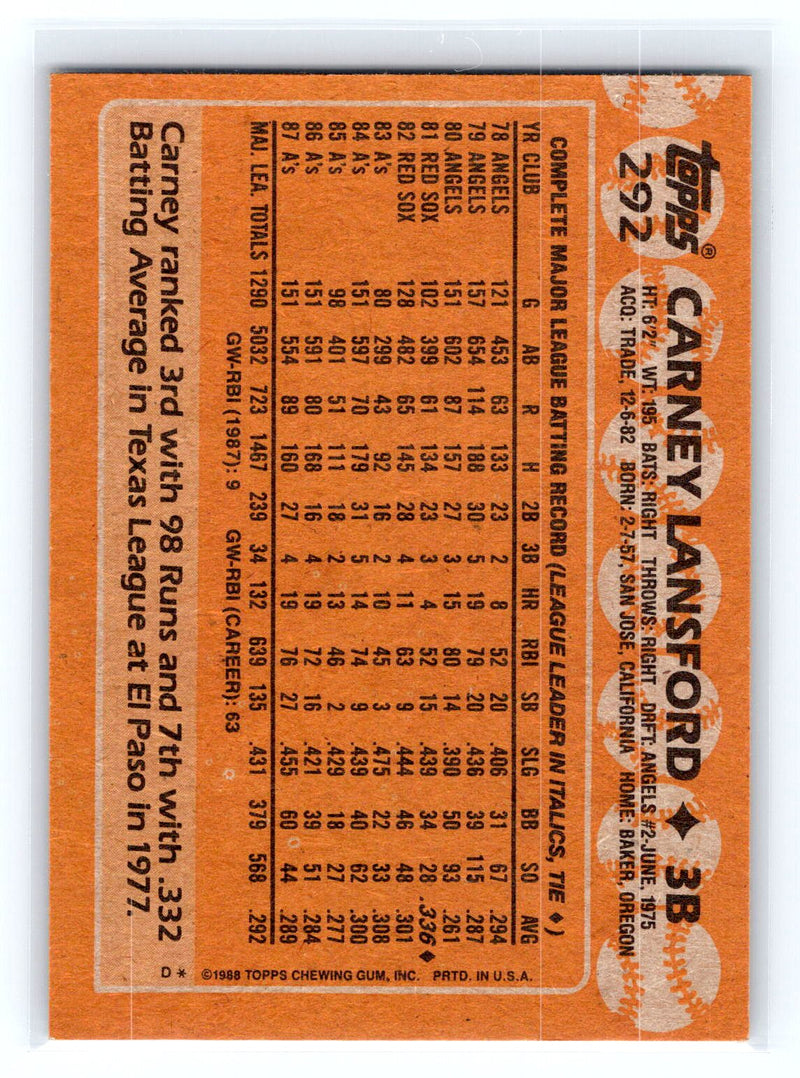 topps®
292
CARNEY LANSFORD ♦ 3B
HT: 6'2" WT: 195 BATS: RIGHT THROWS: RIGHT DRFT: ANGELS #2-JUNE, 1975
ACQ: TRADE, 12-6-82 BORN: 2-7-57, SAN JOSE, CALIFORNIA HOME: BAKER, OREGON
COMPLETE MAJOR LEAGUE BATTING RECORD (LEAGUE LEADER IN ITALICS, TIE ♦)
YR CLUB G AB R H 2B 3B HR RBI SB SLG BB SO AVG
78 ANGELS 121 453 63 133 23 2 8 52 20 .406 31 67 .294
79 ANGELS 157 654 114 188 30 5 19 79 20 .436 39 115 .287
80 ANGELS 151 602 87 157 27 3 15 80 14 .390 50 93 .261
81 RED SOX 102 399 61 134 23 3 4 52 15 .439 34 28 .336♦
82 RED SOX 128 482 65 145 28 4 11 63 9 .444 46 48 .301
83 A's 80 299 43 92 16 2 10 45 3 .475 22 33 .308
84 A's 151 597 70 179 31 5 14 74 9 .439 40 62 .300
85 A's 98 401 51 111 18 2 13 46 2 .429 18 27 .277
86 A's 151 591 80 168 16 4 19 72 16 .421 39 51 .284
87 A's 151 554 89 160 27 4 19 76 27 .455 60 44 .289
MAJ. LEA. TOTALS 1290 5032 723 1467 239 34 132 639 135 .431 379 568 .292
GW-RBI (1987): 9 GW-RBI (CAREER): 63
Carney ranked 3rd with 98 Runs and 7th with .332
Batting Average in Texas League at El Paso in 1977.
D* ©1988 TOPPS CHEWING GUM, INC. PRTD. IN U.S.A.